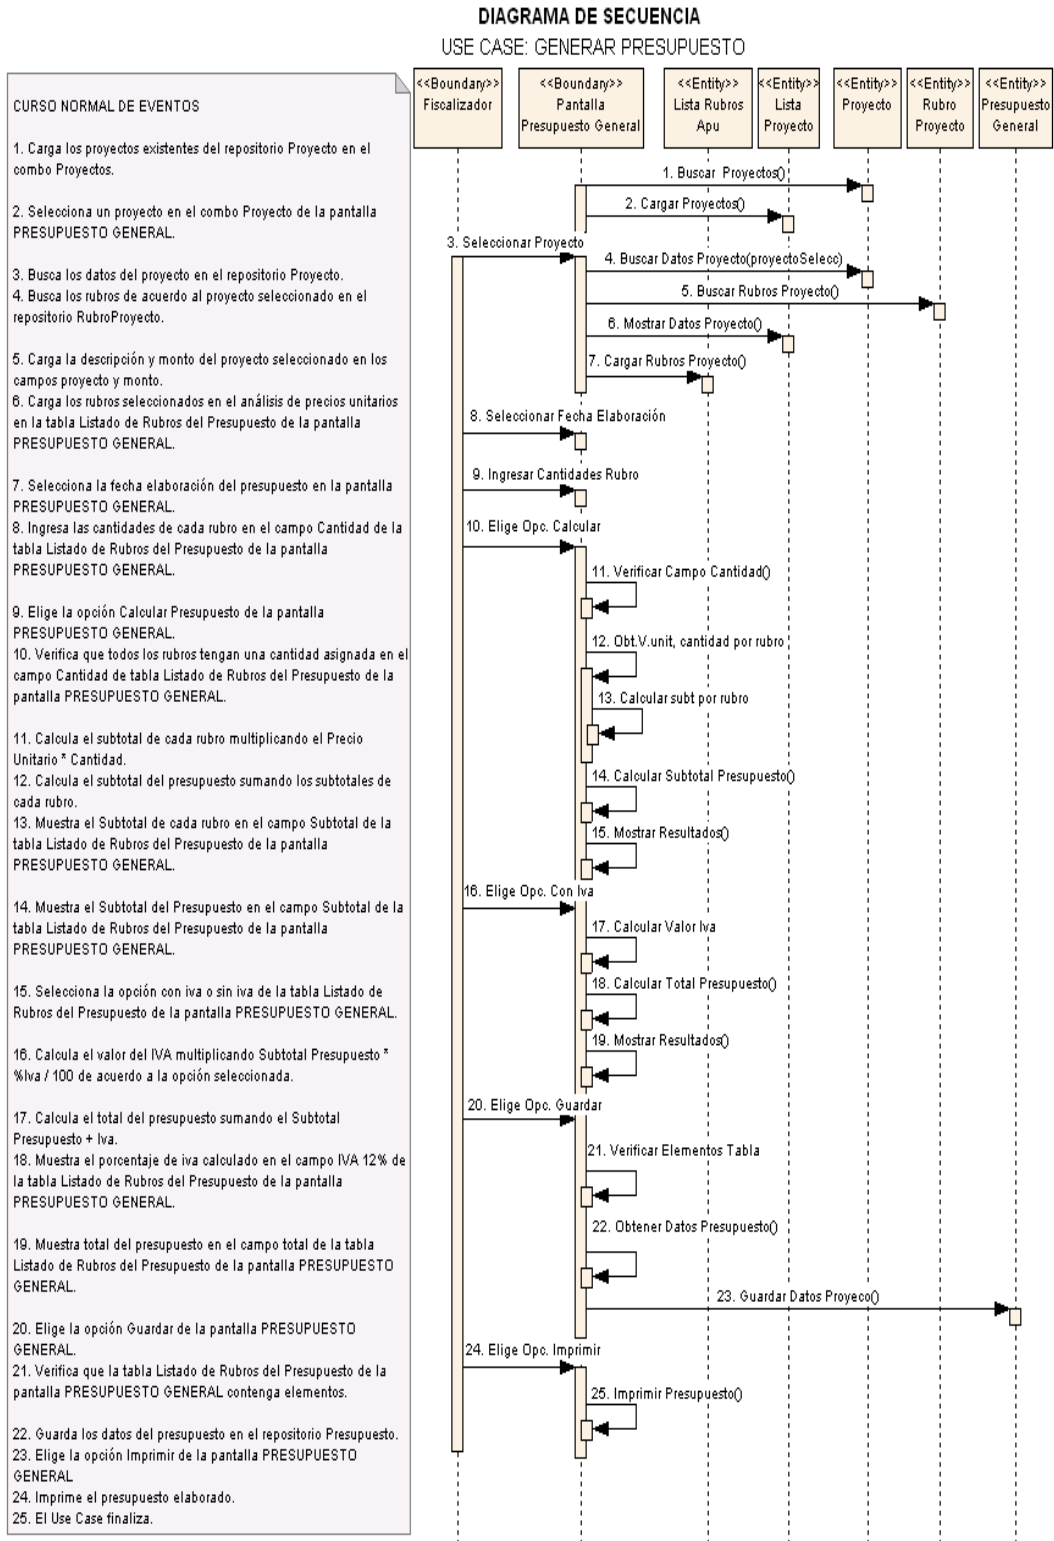 DIAGRAMA DE SECUENCIA
USE CASE: GENERAR PRESUPUESTO
CURSO NORMAL DE EVENTOS
1. Carga los proyectos existentes del repositorio Proyecto en el
combo Proyectos.
2. Selecciona un proyecto en el combo Proyecto de la pantalla
PRESUPUESTO GENERAL.
3. Busca los datos del proyecto en el repositorio Proyecto.
4. Busca los rubros de acuerdo al proyecto seleccionado en el
repositorio RubroProyecto.
5. Carga la descripción y monto del proyecto seleccionado en los
campos proyecto y monto.
6. Carga los rubros seleccionados en el análisis de precios unitarios
en la tabla Listado de Rubros del Presupuesto de la pantalla
PRESUPUESTO GENERAL.
7. Selecciona la fecha elaboración del presupuesto en la pantalla
PRESUPUESTO GENERAL.
8. Ingresa las cantidades de cada rubro en el campo Cantidad de la
tabla Listado de Rubros del Presupuesto de la pantalla
PRESUPUESTO GENERAL.
9. Elige la opción Calcular Presupuesto de la pantalla
PRESUPUESTO GENERAL.
10. Verifica que todos los rubros tengan una cantidad asignada en el
campo Cantidad de tabla Listado de Rubros del Presupuesto de la
pantalla PRESUPUESTO GENERAL.
11. Calcula el subtotal de cada rubro multiplicando el Precio
Unitario * Cantidad.
12. Calcula el subtotal del presupuesto sumando los subtotales de
cada rubro.
13. Muestra el Subtotal de cada rubro en el campo Subtotal de la
tabla Listado de Rubros del Presupuesto de la pantalla
PRESUPUESTO GENERAL.
14. Muestra el Subtotal del Presupuesto en el campo Subtotal de la
tabla Listado de Rubros del Presupuesto de la pantalla
PRESUPUESTO GENERAL.
15. Selecciona la opción con iva o sin iva de la tabla Listado de
Rubros del Presupuesto de la pantalla PRESUPUESTO GENERAL.
16. Calcula el valor del IVA multiplicando Subtotal Presupuesto *
%Iva / 100 de acuerdo a la opción seleccionada.
17. Calcula el total del presupuesto sumando el Subtotal
Presupuesto + Iva.
18. Muestra el porcentaje de iva calculado en el campo IVA 12% de
la tabla Listado de Rubros del Presupuesto de la pantalla
PRESUPUESTO GENERAL.
19. Muestra total del presupuesto en el campo total de la tabla
Listado de Rubros del Presupuesto de la pantalla PRESUPUESTO
GENERAL.
20. Elige la opción Guardar de la pantalla PRESUPUESTO
GENERAL.
21. Verifica que la tabla Listado de Rubros del Presupuesto de la
pantalla PRESUPUESTO GENERAL contenga elementos.
22. Guarda los datos del presupuesto en el repositorio Presupuesto.
23. Elige la opción Imprimir de la pantalla PRESUPUESTO
GENERAL
24. Imprime el presupuesto elaborado.
25. El Use Case finaliza.
<<Boundary>>
Fiscalizador
<<Boundary>>
Pantalla
Presupuesto General
<<Entity>>
Lista Rubros
Apu
<<Entity>>
Lista
Proyecto
<<Entity>>
Proyecto
<<Entity>>
Rubro
Proyecto
<<Entity>>
Presupuesto
General
1. Buscar Proyectos()
2. Cargar Proyectos()
3. Seleccionar Proyecto
4. Buscar Datos Proyecto(proyectoSelecc)
5. Buscar Rubros Proyecto()
6. Mostrar Datos Proyecto()
7. Cargar Rubros Proyecto()
8. Seleccionar Fecha Elaboración
9. Ingresar Cantidades Rubro
10. Elige Opc. Calcular
11. Verificar Campo Cantidad()
12. Obt.V.unit, cantidad por rubro
13. Calcular subt por rubro
14. Calcular Subtotal Presupuesto()
15. Mostrar Resultados()
16. Elige Opc. Con Iva
17. Calcular Valor Iva
18. Calcular Total Presupuesto()
19. Mostrar Resultados()
20. Elige Opc. Guardar
21. Verificar Elementos Tabla
22. Obtener Datos Presupuesto()
23. Guardar Datos Proyeco()
24. Elige Opc. Imprimir
25. Imprimir Presupuesto()